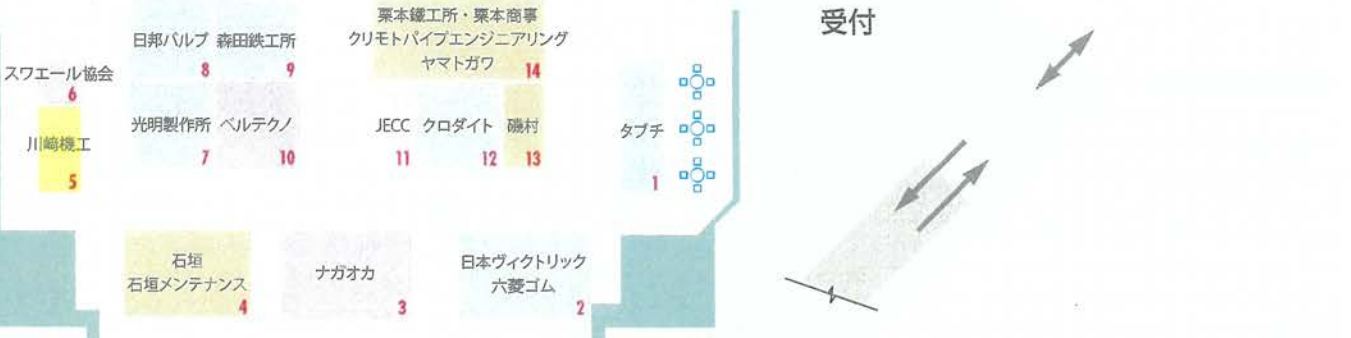 栗本鐵工所・栗本商事
クリモトパイプエンジニアリング
ヤマトガワ
14
受付
日邦バルブ
8
森田鉄工所
9
スワエール協会
6
川﨑機工
5
光明製作所
7
ベルテクノ
10
JECC
11
クロダイト
12
磯村
13
タブチ
1
石垣
石垣メンテナンス
4
ナガオカ
3
日本ヴィクトリック
六菱ゴム
2